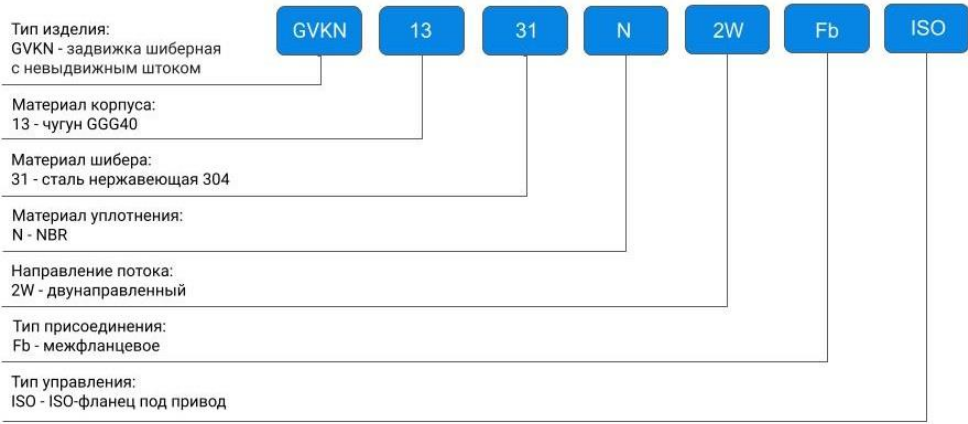 GVKN 13 31 N 2W Fb ISO
Тип изделия:
GVKN - задвижка шиберная
с невыдвижным штоком
Материал корпуса:
13 - чугун GGG40
Материал шибера:
31 - сталь нержавеющая 304
Материал уплотнения:
N - NBR
Направление потока:
2W - двунаправленный
Тип присоединения:
Fb - межфланцевое
Тип управления:
ISO - ISO-фланец под привод